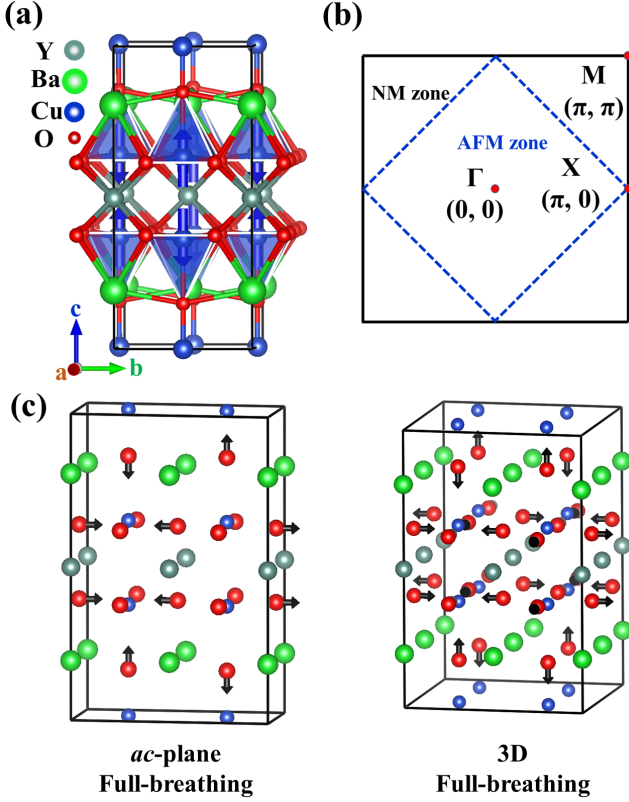 (a)
Y
Ba
Cu
O
c
a
b
(b)
NM zone
M
(π, π)
AFM zone
Γ
(0, 0)
X
(π, 0)
(c)
ac-plane
Full-breathing
3D
Full-breathing